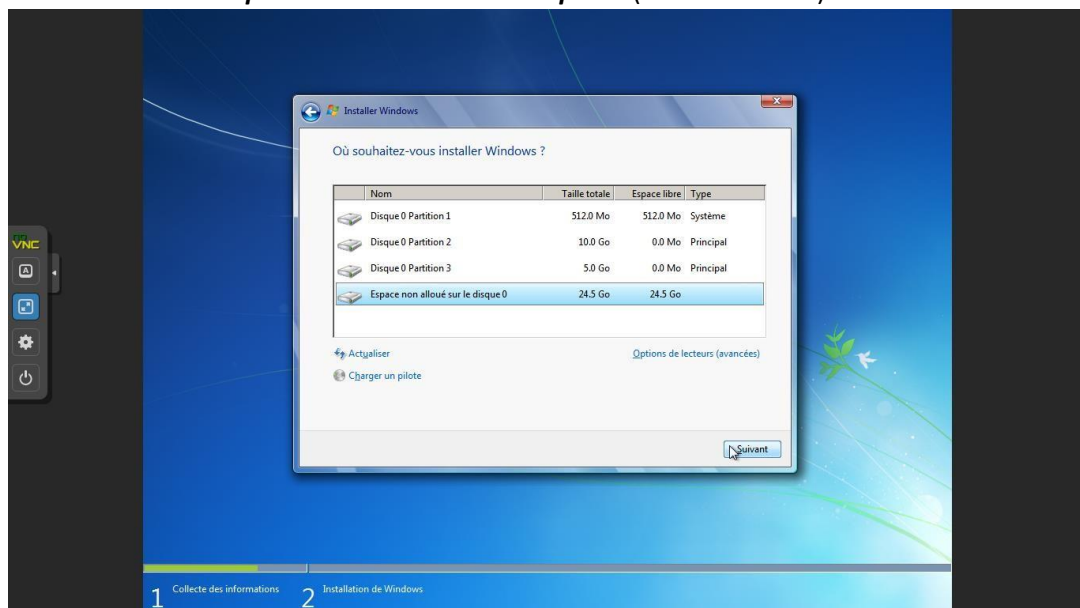 Installer Windows
Où souhaitez-vous installer Windows ?
Nom Taille totale Espace libre Type
Disque 0 Partition 1 512.0 Mo 512.0 Mo Système
Disque 0 Partition 2 10.0 Go 0.0 Mo Principal
Disque 0 Partition 3 5.0 Go 0.0 Mo Principal
Espace non alloué sur le disque 0 24.5 Go 24.5 Go
Actualiser Options de lecteurs (avancées)
Charger un pilote
Suivant
VNC
A
1 Collecte des informations 2 Installation de Windows